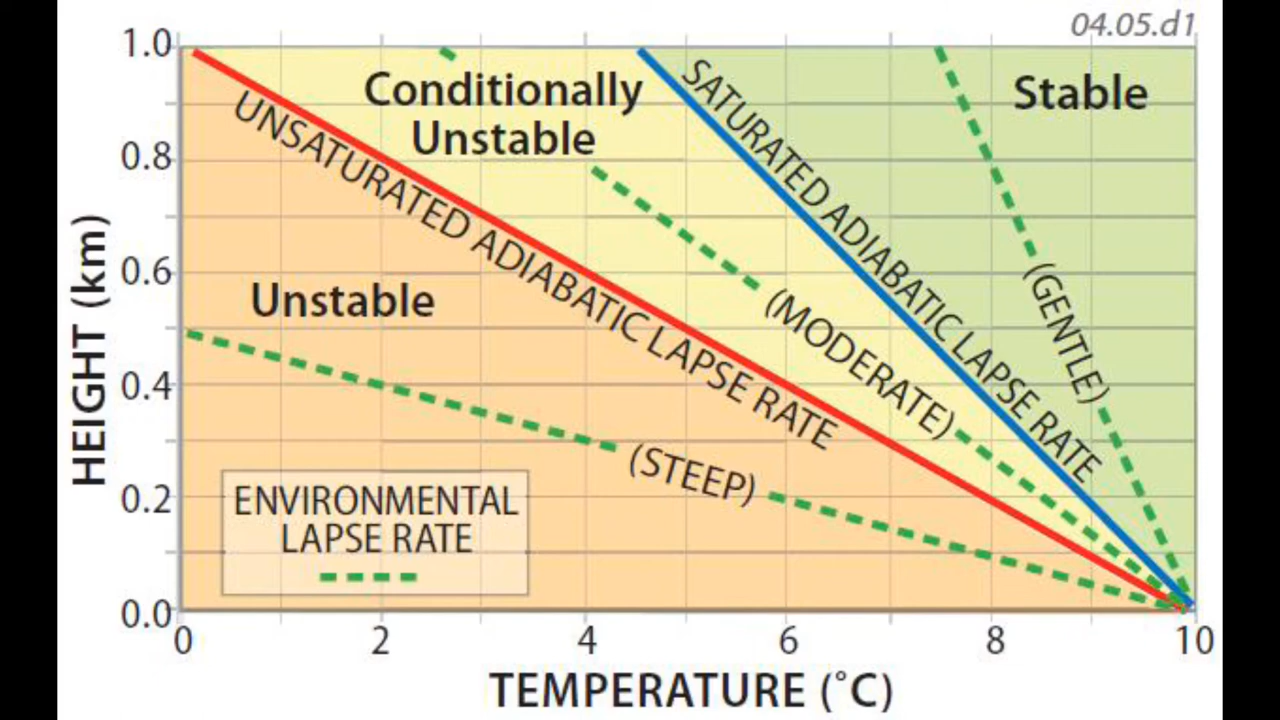 04.05.d1
1.0
0.8
0.6
0.4
0.2
0.0
HEIGHT (km)
Conditionally
Unstable
Stable
UNSATURATED ADIABATIC LAPSE RATE
SATURATED ADIABATIC LAPSE RATE
Unstable
(GENTLE)
(MODERATE)
(STEEP)
ENVIRONMENTAL
LAPSE RATE
0 2 4 6 8 10
TEMPERATURE (˚C)